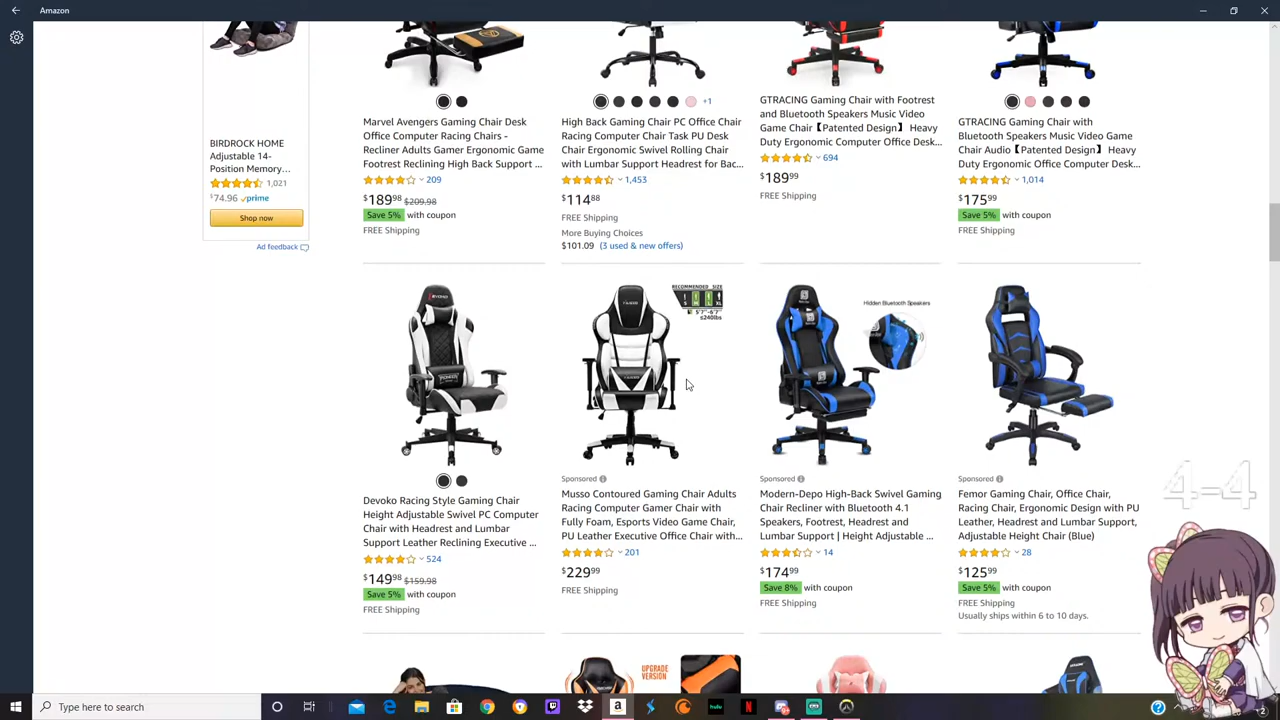 Amazon
BIRDROCK HOME
Adjustable 14-
Position Memory...
1,021
$74.96 prime
Shop now
Ad feedback
Marvel Avengers Gaming Chair Desk
Office Computer Racing Chairs -
Recliner Adults Gamer Ergonomic Game
Footrest Reclining High Back Support ...
209
$189.98 $209.98
Save 5% with coupon
FREE Shipping
+1
High Back Gaming Chair PC Office Chair
Racing Computer Chair Task PU Desk
Chair Ergonomic Swivel Rolling Chair
with Lumbar Support Headrest for Bac...
1,453
$114.88
FREE Shipping
More Buying Choices
$101.09 (3 used & new offers)
GTRACING Gaming Chair with Footrest
and Bluetooth Speakers Music Video
Game Chair【Patented Design】 Heavy
Duty Ergonomic Computer Office Desk...
694
$189.99
FREE Shipping
GTRACING Gaming Chair with
Bluetooth Speakers Music Video Game
Chair Audio【Patented Design】 Heavy
Duty Ergonomic Office Computer Desk...
1,014
$175.99
Save 5% with coupon
FREE Shipping
Devoko Racing Style Gaming Chair
Height Adjustable Swivel PC Computer
Chair with Headrest and Lumbar
Support Leather Reclining Executive ...
524
$149.98 $159.98
Save 5% with coupon
FREE Shipping
RECOMMENDED SIZE
5'7"-6'7"
≤240lbs
Sponsored
Musso Contoured Gaming Chair Adults
Racing Computer Gamer Chair with
Fully Foam, Esports Video Game Chair,
PU Leather Executive Office Chair with...
201
$229.99
FREE Shipping
Hidden Bluetooth Speakers
Sponsored
Modern-Depo High-Back Swivel Gaming
Chair Recliner with Bluetooth 4.1
Speakers, Footrest, Headrest and
Lumbar Support | Height Adjustable ...
14
$174.99
Save 8% with coupon
FREE Shipping
Sponsored
Femor Gaming Chair, Office Chair,
Racing Chair, Ergonomic Design with PU
Leather, Headrest and Lumbar Support,
Adjustable Height Chair (Blue)
28
$125.99
Save 5% with coupon
FREE Shipping
Usually ships within 6 to 10 days.
4-4
UPGRADE
VERSION
Type here to search
hulu